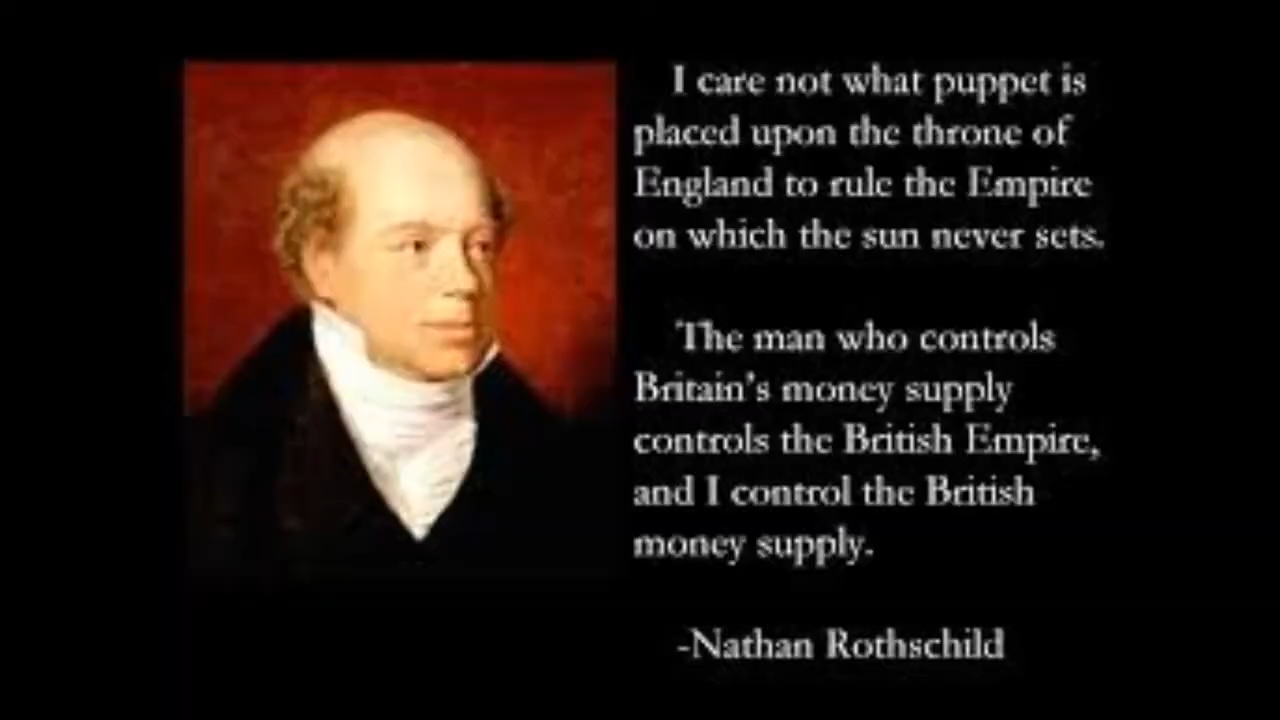 I care not what puppet is
placed upon the throne of
England to rule the Empire
on which the sun never sets.
The man who controls
Britain's money supply
controls the British Empire,
and I control the British
money supply.
-Nathan Rothschild